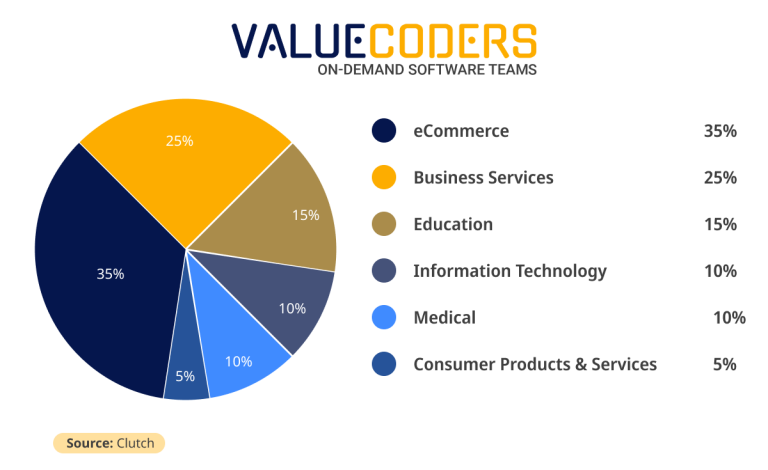 VALUECODERS
ON-DEMAND SOFTWARE TEAMS
25%
15%
35%
10%
10%
5%
eCommerce 35%
Business Services 25%
Education 15%
Information Technology 10%
Medical 10%
Consumer Products & Services 5%
Source: Clutch